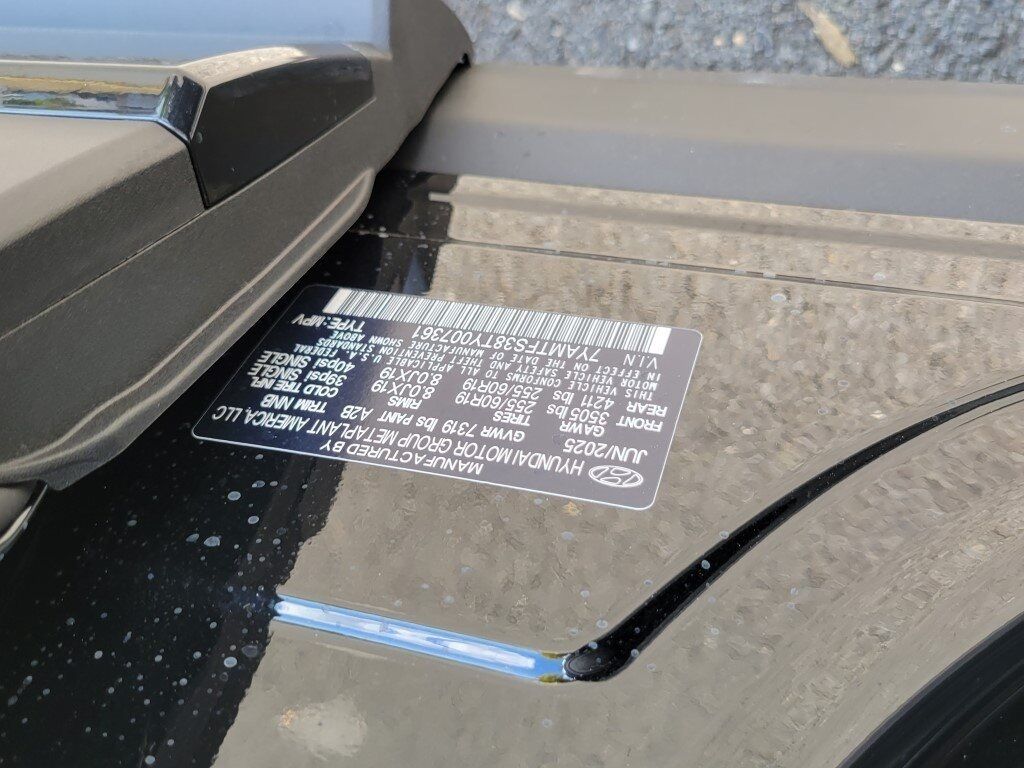 MANUFACTURED BY
HYUNDAI MOTOR GROUP METAPLANT AMERICA, LLC
JUN/2025 GVWR 7319 lbs PANT A2B TRIM NNB
GAWR TIRES RIMS COLD TIRE INFL.
FRONT 3505 lbs 255/60R19 8.0JX19 39psi SINGLE
REAR 4211 lbs 255/60R19 8.0JX19 40psi SINGLE
THIS VEHICLE CONFORMS TO ALL APPLICABLE U.S.A. FEDERAL
MOTOR VEHICLE SAFETY AND THEFT PREVENTION STANDARDS
IN EFFECT ON THE DATE OF MANUFACTURE SHOWN ABOVE
V.I.N 7YAMTFS38TY007361 TYPE:MPV